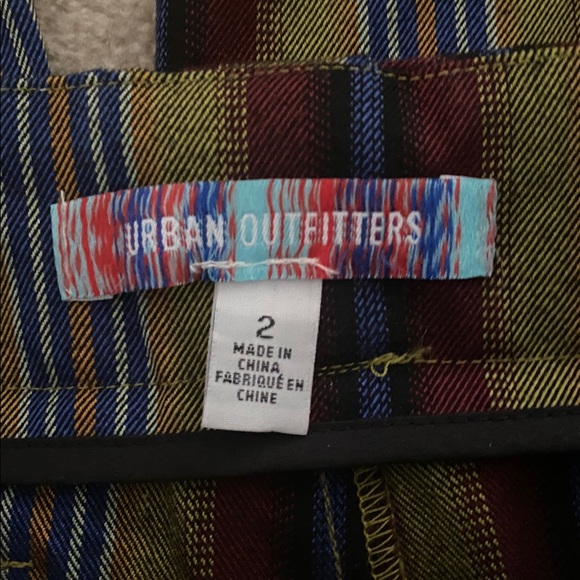 URBAN OUTFITTERS
2
MADE IN
CHINA
FABRIQUÉ EN
CHINE